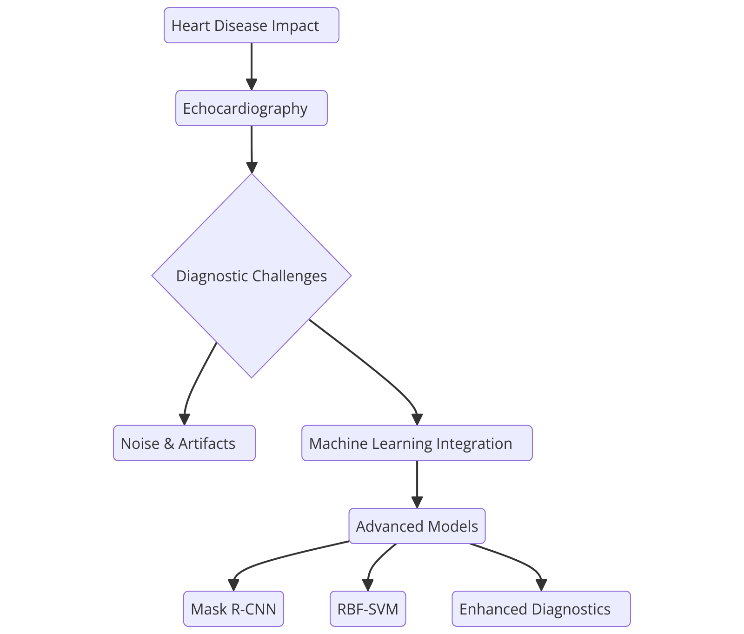 Heart Disease Impact
Echocardiography
Diagnostic Challenges
Noise & Artifacts
Machine Learning Integration
Advanced Models
Mask R-CNN
RBF-SVM
Enhanced Diagnostics